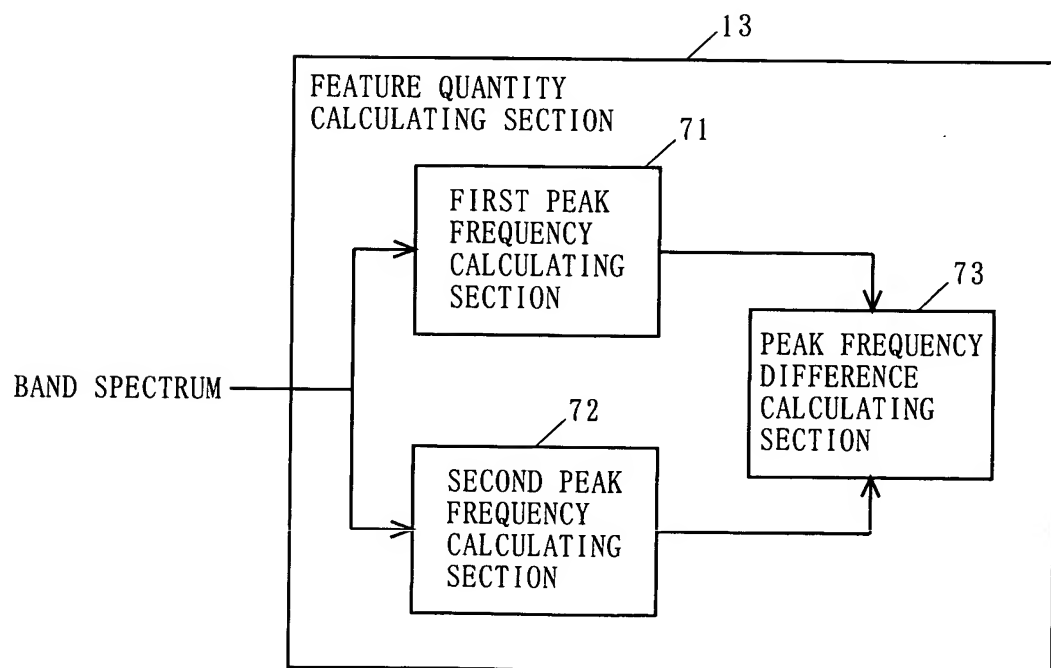 13
FEATURE QUANTITY
CALCULATING SECTION
71
FIRST PEAK
FREQUENCY
CALCULATING
SECTION
73
PEAK FREQUENCY
DIFFERENCE
CALCULATING
SECTION
BAND SPECTRUM
72
SECOND PEAK
FREQUENCY
CALCULATING
SECTION